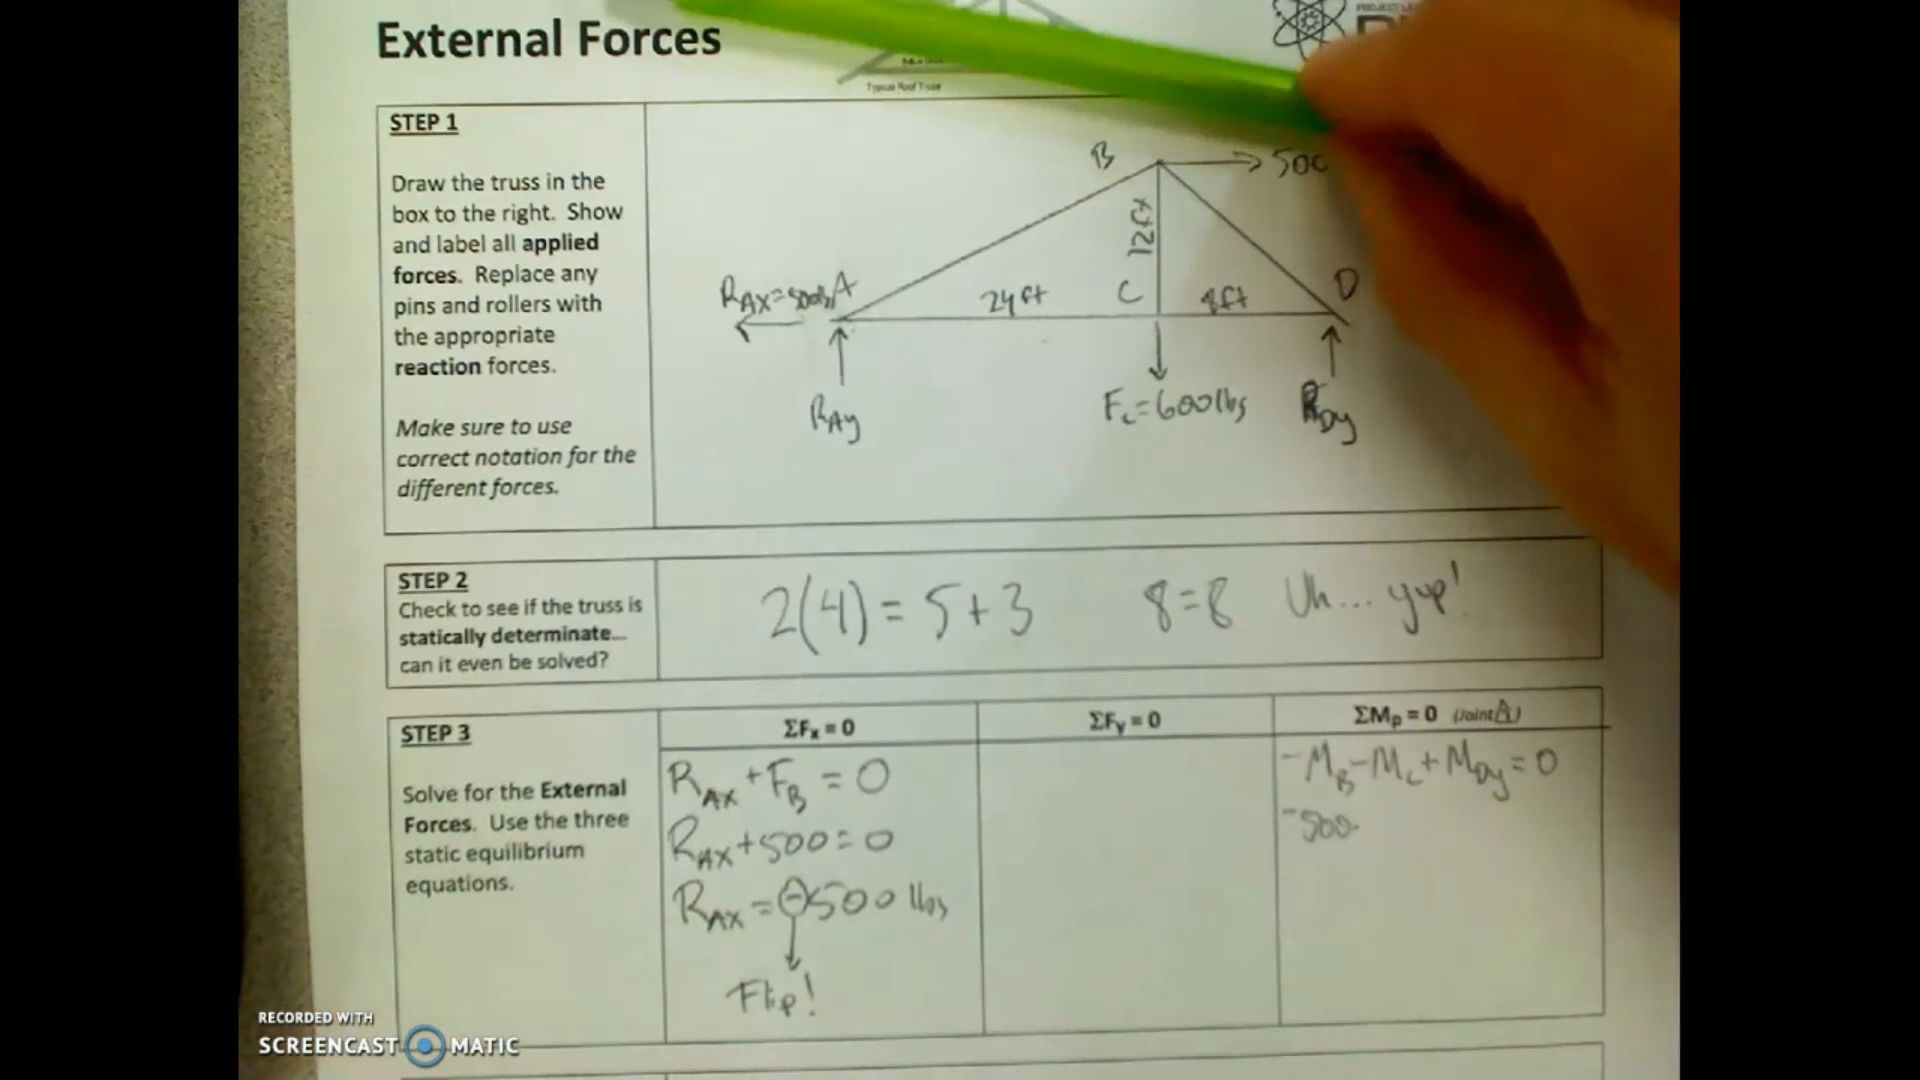 External Forces
Typical Roof Truss
STEP 1
Draw the truss in the
box to the right. Show
and label all applied
forces. Replace any
pins and rollers with
the appropriate
reaction forces.
Make sure to use
correct notation for the
different forces.
B
500
12ft
RAX=500lbs A
24ft
C
8ft
D
RAy
Fc=600lbs
RDy
STEP 2
Check to see if the truss is
statically determinate...
can it even be solved?
2(4) = 5+3 8=8 Uh... yup!
STEP 3
Solve for the External
Forces. Use the three
static equilibrium
equations.
ΣFx = 0
RAX + FB = 0
RAX+500=0
RAX = -500 lbs
Flip!
ΣFy = 0
ΣMP = 0 (Joint A)
-MB-MC+MDy=0
-500·
RECORDED WITH
SCREENCAST MATIC